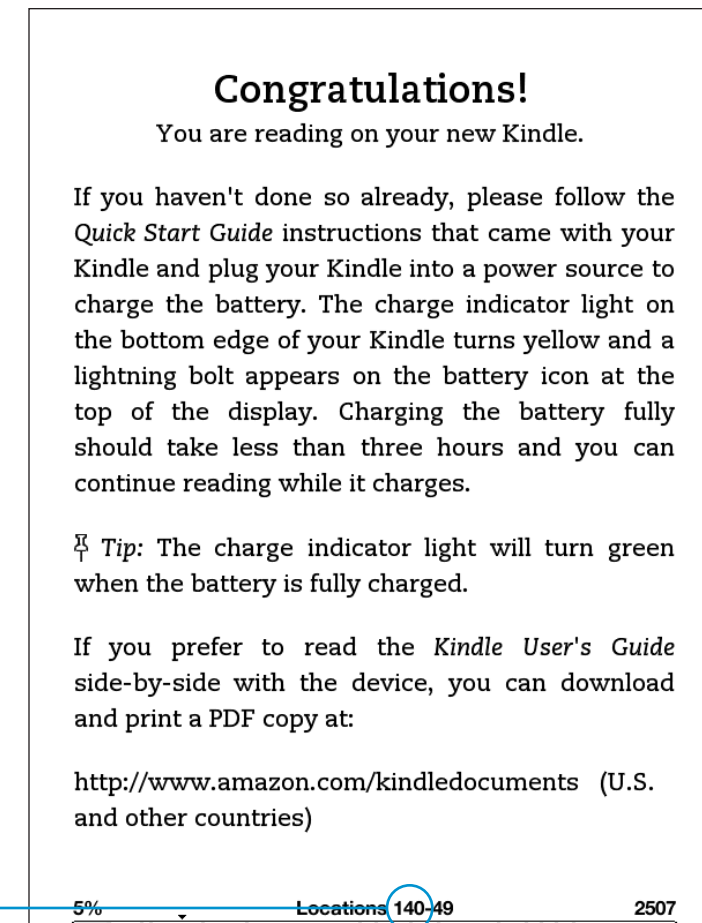 Congratulations!
You are reading on your new Kindle.
If you haven't done so already, please follow the
Quick Start Guide instructions that came with your
Kindle and plug your Kindle into a power source to
charge the battery. The charge indicator light on
the bottom edge of your Kindle turns yellow and a
lightning bolt appears on the battery icon at the
top of the display. Charging the battery fully
should take less than three hours and you can
continue reading while it charges.
Tip: The charge indicator light will turn green
when the battery is fully charged.
If you prefer to read the Kindle User's Guide
side-by-side with the device, you can download
and print a PDF copy at:
http://www.amazon.com/kindledocuments (U.S.
and other countries)
5% Locations 140-49 2507